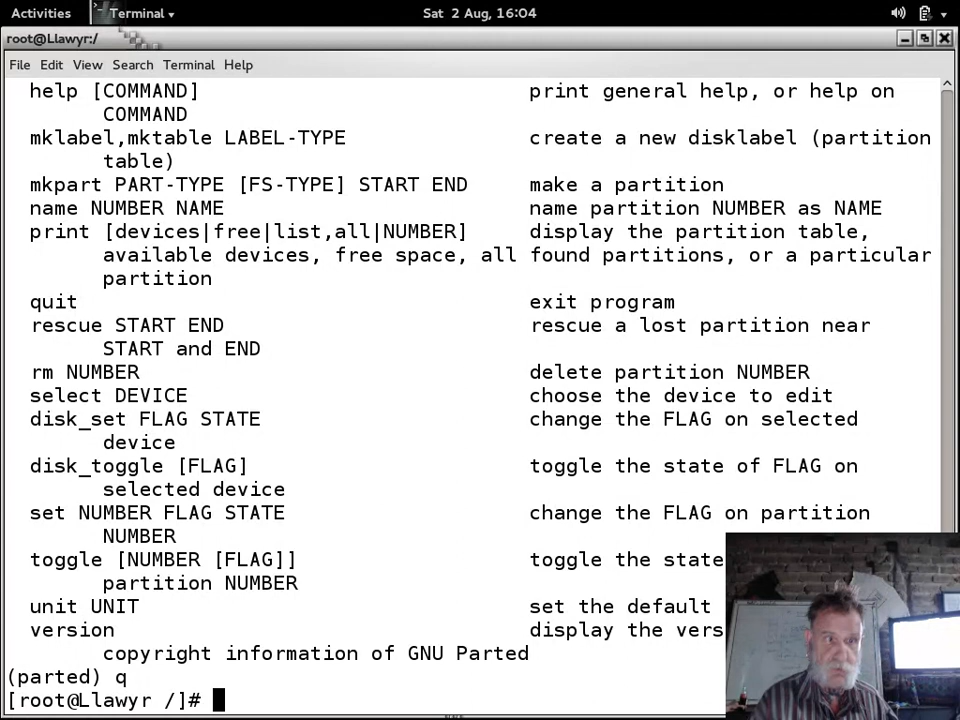 Activities Terminal Sat 2 Aug, 16:04
root@Llawyr:/
File Edit View Search Terminal Help
help [COMMAND] print general help, or help on
COMMAND
mklabel,mktable LABEL-TYPE create a new disklabel (partition
table)
mkpart PART-TYPE [FS-TYPE] START END make a partition
name NUMBER NAME name partition NUMBER as NAME
print [devices|free|list,all|NUMBER] display the partition table,
available devices, free space, all found partitions, or a particular
partition
quit exit program
rescue START END rescue a lost partition near
START and END
rm NUMBER delete partition NUMBER
select DEVICE choose the device to edit
disk_set FLAG STATE change the FLAG on selected
device
disk_toggle [FLAG] toggle the state of FLAG on
selected device
set NUMBER FLAG STATE change the FLAG on partition
NUMBER
toggle [NUMBER [FLAG]] toggle the state
partition NUMBER
unit UNIT set the default
version display the vers
copyright information of GNU Parted
(parted) q
[root@Llawyr /]#